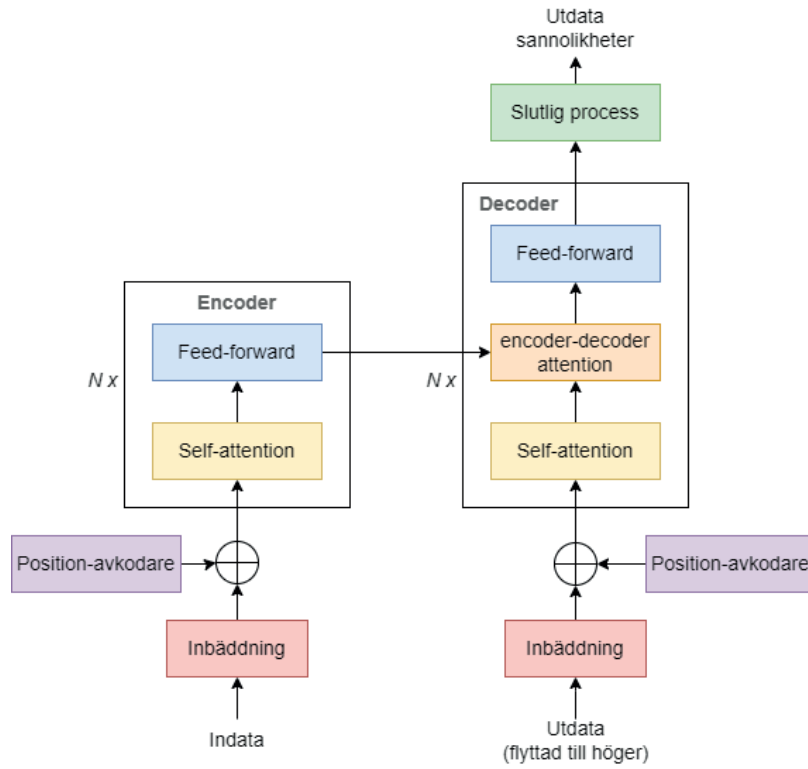 Utdata
sannolikheter
Slutlig process
Decoder
Feed-forward
Encoder
Feed-forward
encoder-decoder
attention
N x
N x
Self-attention
Self-attention
Position-avkodare
Position-avkodare
Inbäddning
Inbäddning
Indata
Utdata
(flyttad till höger)